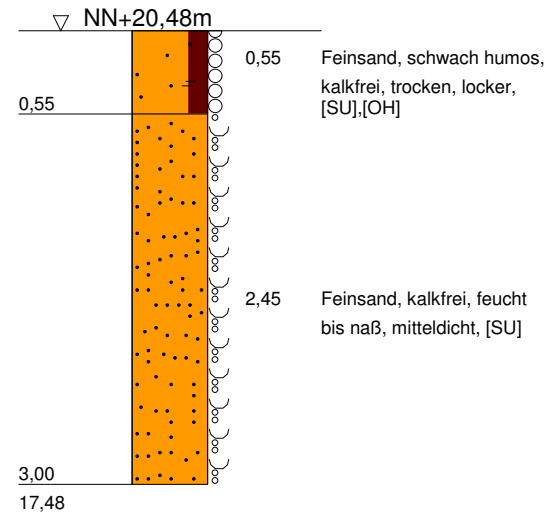 NN+20,48m
0,55 Feinsand, schwach humos,
kalkfrei, trocken, locker,
[SU],[OH]
0,55
2,45 Feinsand, kalkfrei, feucht
bis naß, mitteldicht, [SU]
3,00
17,48